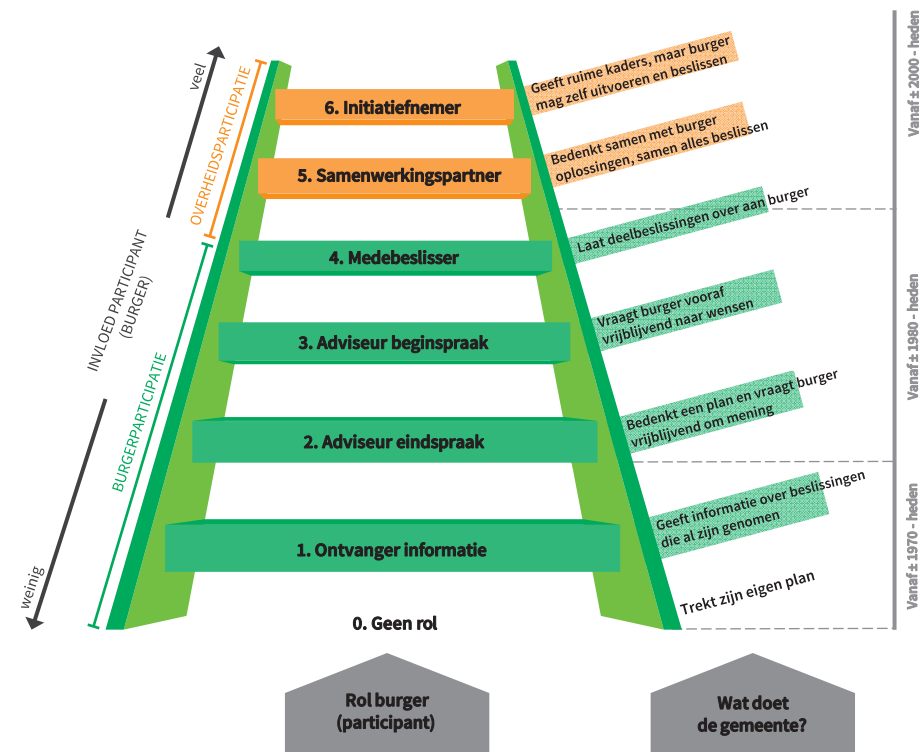 Vanaf ± 2000 - heden
veel
OVERHEIDSPARTICIPATIE
Geeft ruime kaders, maar burger
mag zelf uitvoeren en beslissen
6. Initiatiefnemer
Bedenkt samen met burger
oplossingen, samen alles beslissen
5. Samenwerkingspartner
Laat deelbeslissingen over aan burger
4. Medebeslisser
INVLOED PARTICIPANT
(BURGER)
Vanaf ± 1980 - heden
Vraagt burger vooraf
vrijblijvend naar wensen
3. Adviseur beginspraak
BURGERPARTICIPATIE
Bedenkt een plan en vraagt burger
vrijblijvend om mening
2. Adviseur eindspraak
Geeft informatie over beslissingen
die al zijn genomen
1. Ontvanger informatie
Vanaf ± 1970 - heden
weinig
Trekt zijn eigen plan
0. Geen rol
Rol burger
(participant)
Wat doet
de gemeente?